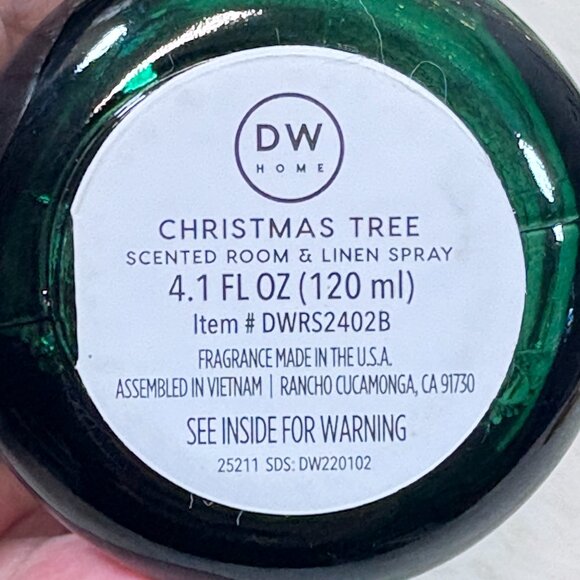 DW
HOME
CHRISTMAS TREE
SCENTED ROOM & LINEN SPRAY
4.1 FL OZ (120 ml)
Item # DWRS2402B
FRAGRANCE MADE IN THE U.S.A.
ASSEMBLED IN VIETNAM | RANCHO CUCAMONGA, CA 91730
SEE INSIDE FOR WARNING
25211 SDS: DW220102